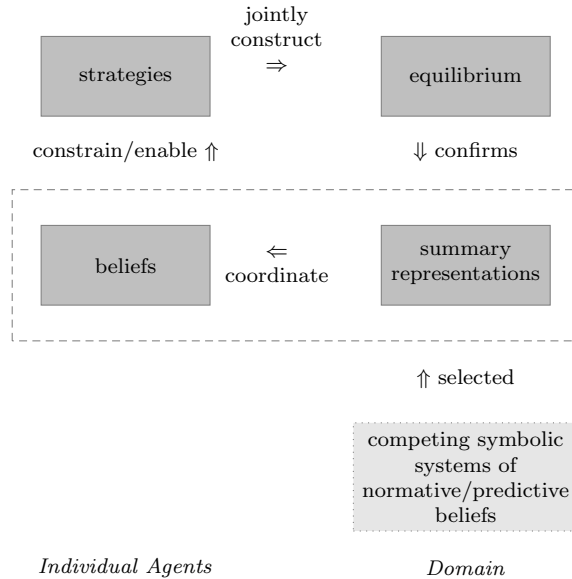 jointly
construct
⇒
strategies
equilibrium
constrain/enable ⇑
⇓ confirms
beliefs
⇐
coordinate
summary
representations
⇑ selected
competing symbolic
systems of
normative/predictive
beliefs
Individual Agents
Domain